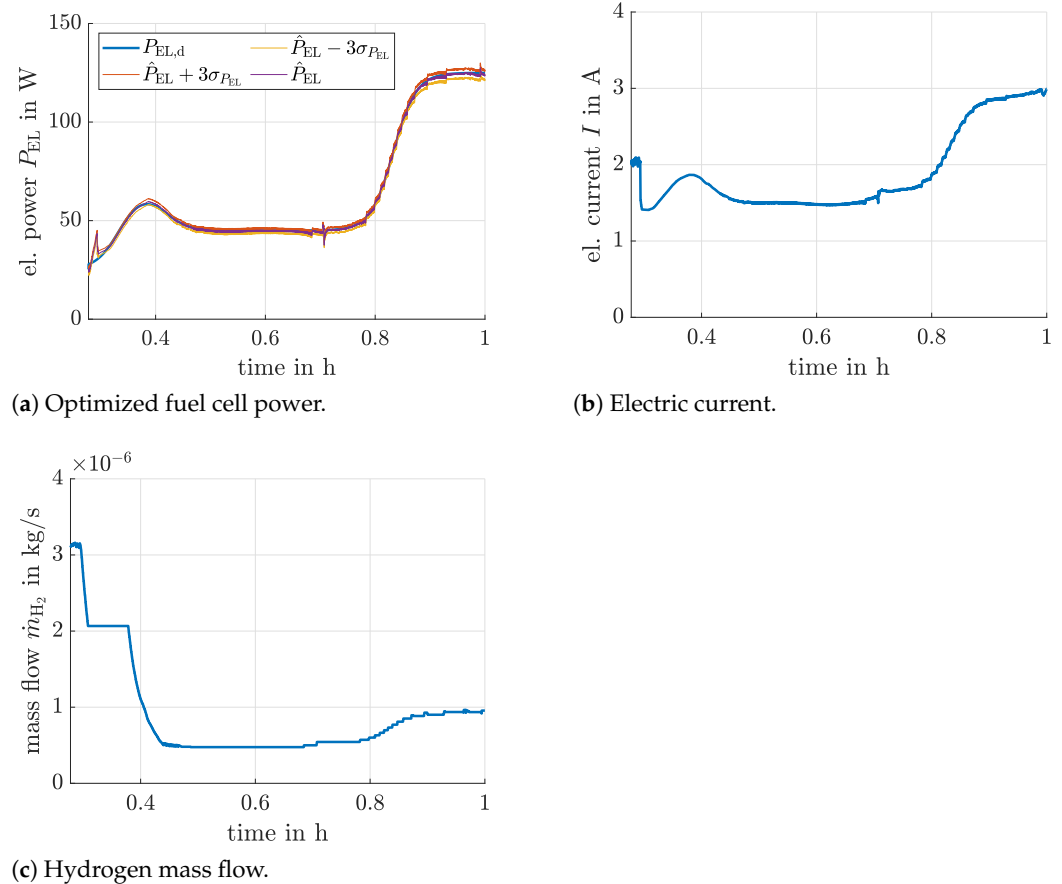 150
100
50
0
el. power P_EL in W
P_EL,d
P̂_EL − 3σ_P_EL
P̂_EL + 3σ_P_EL
P̂_EL
0.4 0.6 0.8 1
time in h
(a) Optimized fuel cell power.
4
3
2
1
0
el. current I in A
0.4 0.6 0.8 1
time in h
(b) Electric current.
×10⁻⁶
4
3
2
1
0
mass flow ṁ_H₂ in kg/s
0.4 0.6 0.8 1
time in h
(c) Hydrogen mass flow.